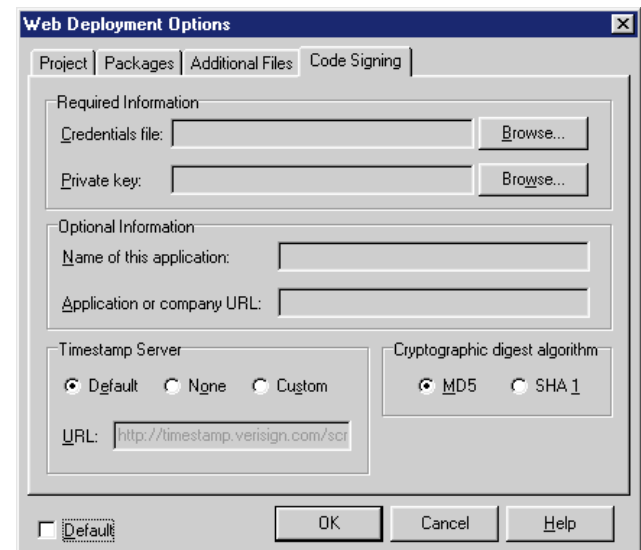 Web Deployment Options
Project Packages Additional Files Code Signing
Required Information
Credentials file: Browse...
Private key: Browse...
Optional Information
Name of this application:
Application or company URL:
Timestamp Server
Default None Custom
URL: http://timestamp.verisign.com/scr
Cryptographic digest algorithm
MD5 SHA 1
Default OK Cancel Help